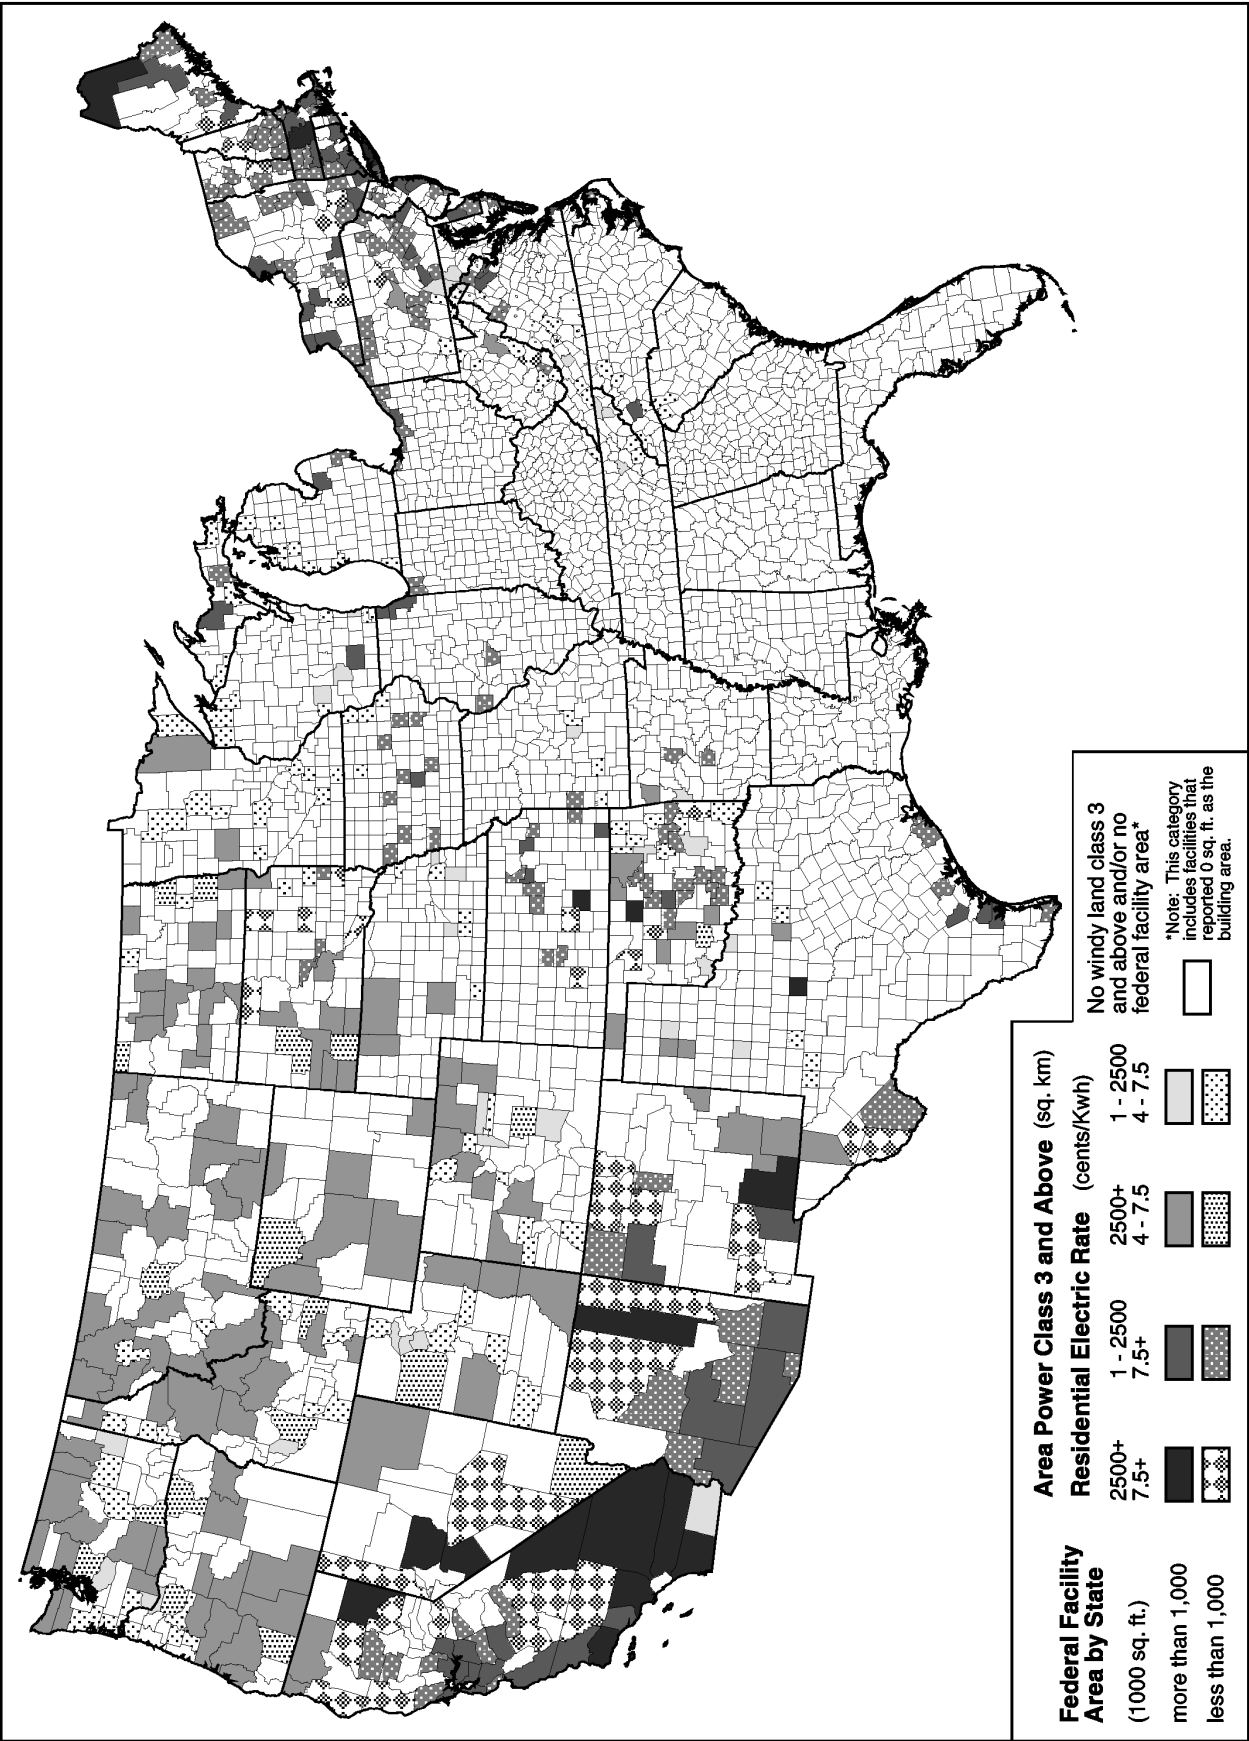 Federal Facility
Area by State
(1000 sq. ft.)
more than 1,000
less than 1,000
Area Power Class 3 and Above (sq. km)
Residential Electric Rate (cents/Kwh)
2500+
7.5+
1 - 2500
7.5+
2500+
4 - 7.5
1 - 2500
4 - 7.5
No windy land class 3
and above and/or no
federal facility area*
*Note: This category
includes facilities that
reported 0 sq. ft. as the
building area.